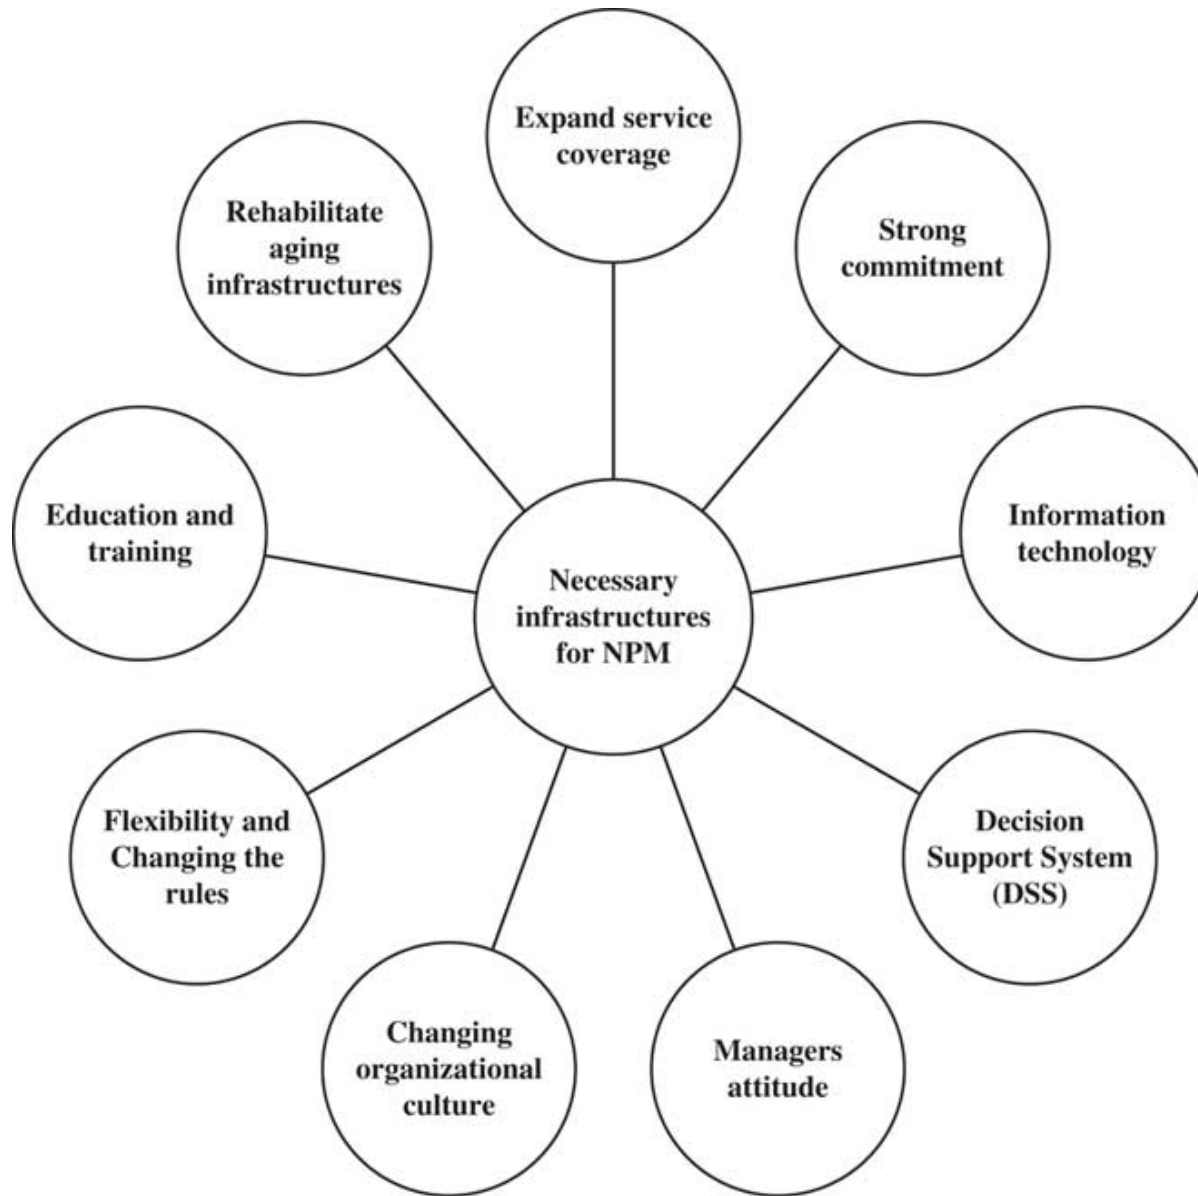 Expand service
coverage
Rehabilitate
aging
infrastructures
Strong
commitment
Education and
training
Information
technology
Necessary
infrastructures
for NPM
Flexibility and
Changing the
rules
Decision
Support System
(DSS)
Changing
organizational
culture
Managers
attitude